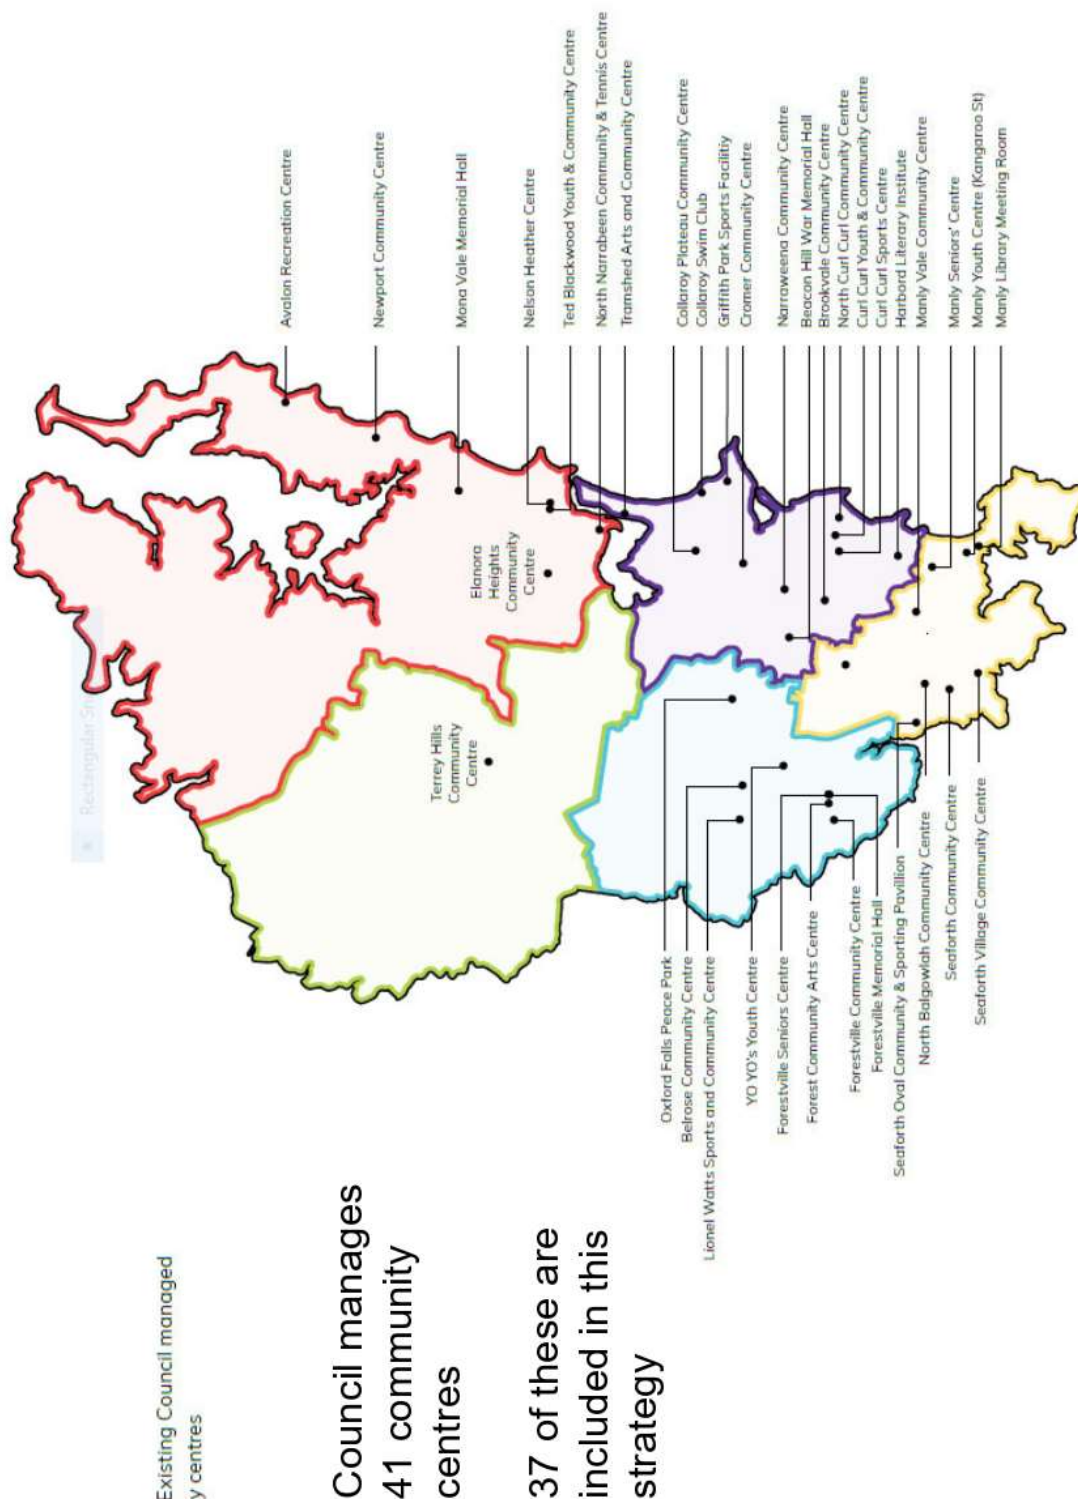 Existing Council managed
y centres
Council manages
41 community
centres
37 of these are
included in this
strategy
Rectangular Sn
Avalon Recreation Centre
Newport Community Centre
Mona Vale Memorial Hall
Nelson Heather Centre
Ted Blackwood Youth & Community Centre
North Narrabeen Community & Tennis Centre
Tramshed Arts and Community Centre
Collaroy Plateau Community Centre
Collaroy Swim Club
Griffith Park Sports Facilitiy
Cromer Community Centre
Narraweena Community Centre
Beacon Hill War Memorial Hall
Brookvale Community Centre
North Curl Curl Community Centre
Curl Curl Youth & Community Centre
Curl Curl Sports Centre
Harbord Literary Institute
Manly Vale Community Centre
Manly Seniors' Centre
Manly Youth Centre (Kangaroo St)
Manly Library Meeting Room
Elanora
Heights
Community
Centre
Terrey Hills
Community
Centre
Oxford Falls Peace Park
Belrose Community Centre
Lionel Watts Sports and Community Centre
YO YO's Youth Centre
Forestville Seniors Centre
Forest Community Arts Centre
Forestville Community Centre
Forestville Memorial Hall
Seaforth Oval Community & Sporting Pavillion
North Balgowlah Community Centre
Seaforth Community Centre
Seaforth Village Community Centre